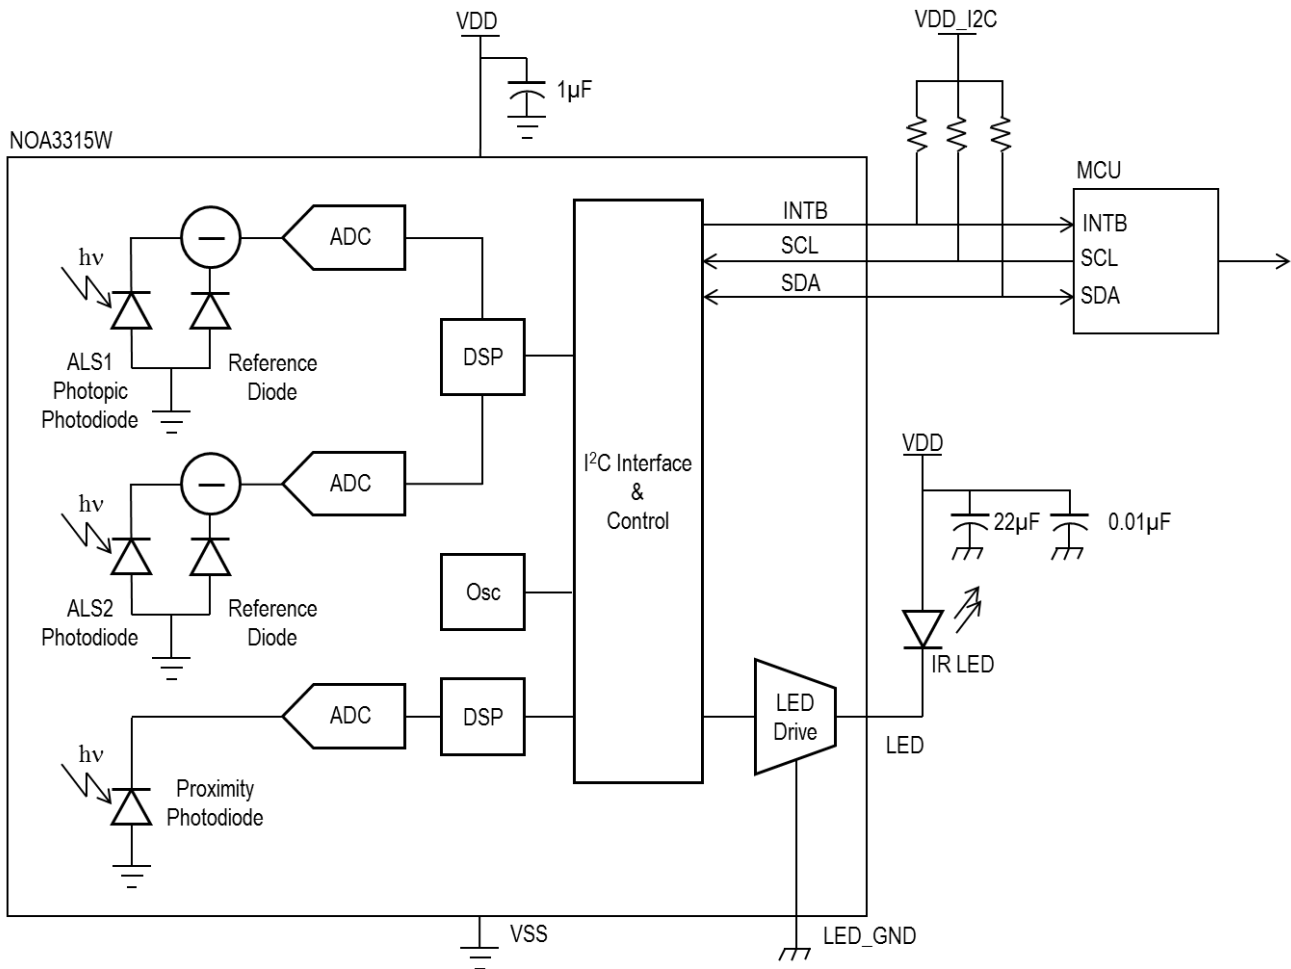 VDD
VDD_I2C
1µF
NOA3315W
MCU
INTB
INTB
SCL
SCL
SDA
SDA
ADC
hν
ALS1
Photopic
Photodiode
Reference
Diode
DSP
ADC
hν
ALS2
Photodiode
Reference
Diode
I²C Interface
&
Control
Osc
VDD
22µF
0.01µF
IR LED
ADC
DSP
LED
Drive
LED
hν
Proximity
Photodiode
VSS
LED_GND